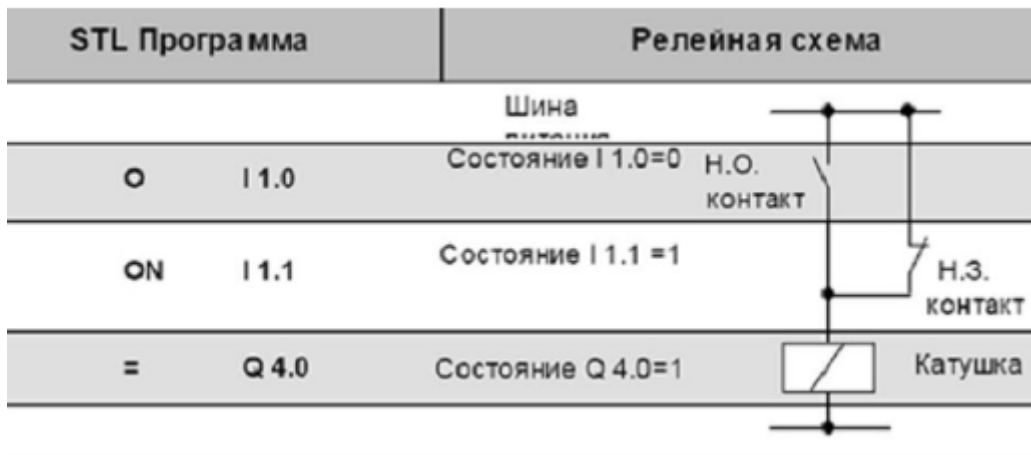 STL Программа Релейная схема
Шина
O I 1.0 Состояние I 1.0=0 Н.О.
контакт
ON I 1.1 Состояние I 1.1 =1 Н.З.
контакт
= Q 4.0 Состояние Q 4.0=1 Катушка